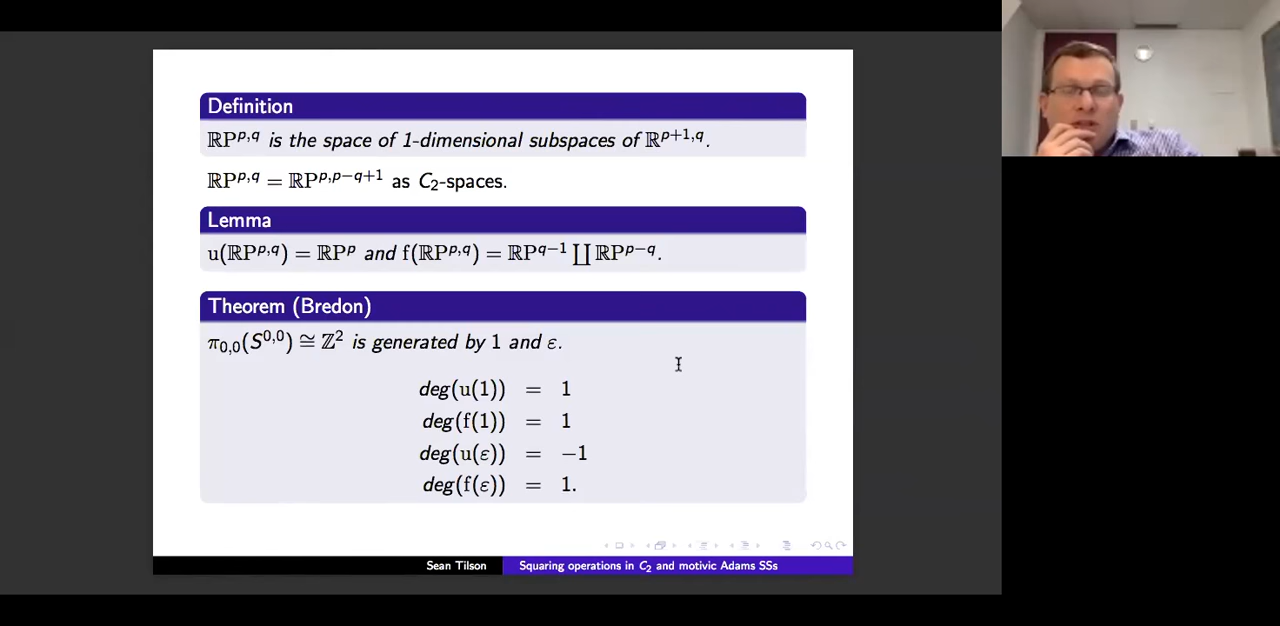 Definition
ℝP^{p,q} is the space of 1-dimensional subspaces of ℝ^{p+1,q}.
ℝP^{p,q} = ℝP^{p,p−q+1} as C₂-spaces.
Lemma
u(ℝP^{p,q}) = ℝP^p and f(ℝP^{p,q}) = ℝP^{q−1} ∐ ℝP^{p−q}.
Theorem (Bredon)
π_{0,0}(S^{0,0}) ≅ ℤ² is generated by 1 and ε.
deg(u(1)) = 1
deg(f(1)) = 1
deg(u(ε)) = −1
deg(f(ε)) = 1.
Sean Tilson
Squaring operations in C₂ and motivic Adams SSs